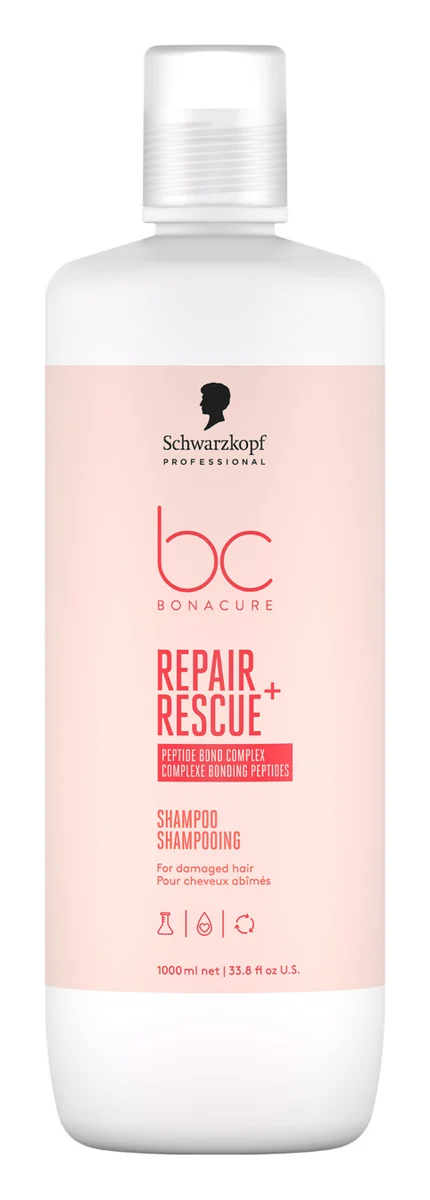 Schwarzkopf
PROFESSIONAL
bc
BONACURE
REPAIR
RESCUE+
PEPTIDE BOND COMPLEX
COMPLEXE BONDING PEPTIDES
SHAMPOO
SHAMPOOING
For damaged hair
Pour cheveux abîmés
1000 ml net | 33.8 fl oz U.S.